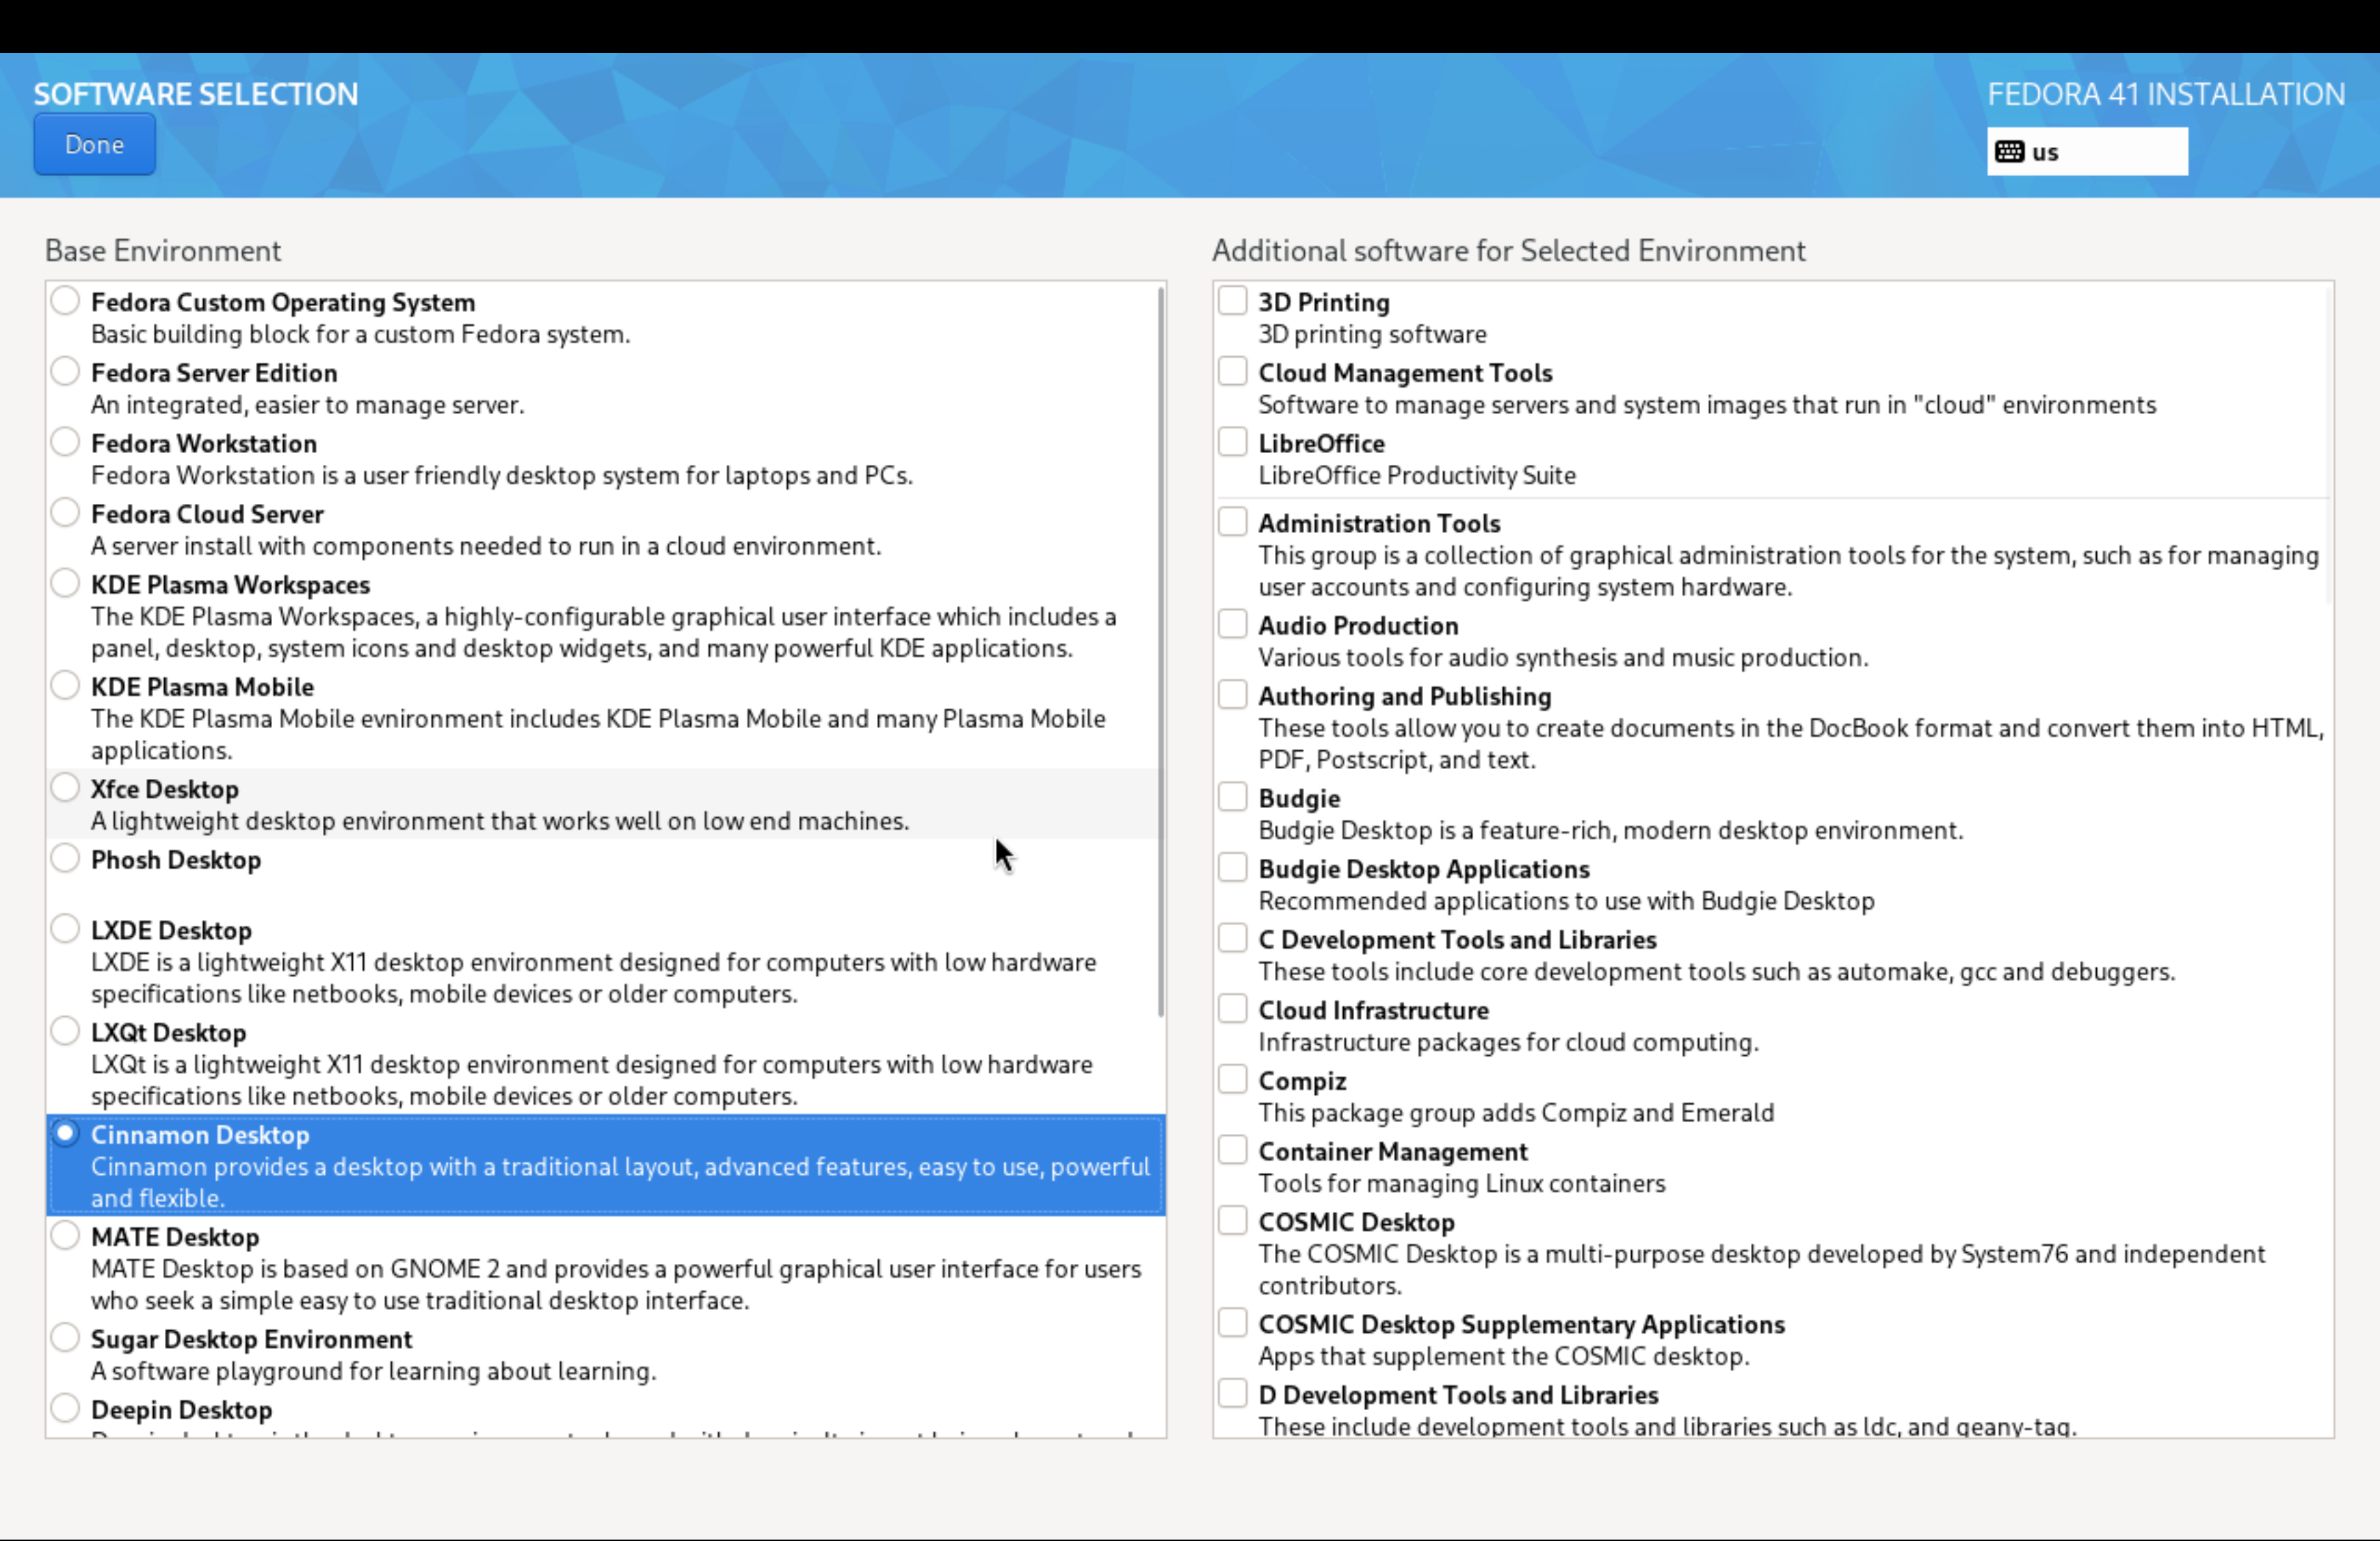 SOFTWARE SELECTION
FEDORA 41 INSTALLATION
Done
us
Base Environment
Fedora Custom Operating System
Basic building block for a custom Fedora system.
Fedora Server Edition
An integrated, easier to manage server.
Fedora Workstation
Fedora Workstation is a user friendly desktop system for laptops and PCs.
Fedora Cloud Server
A server install with components needed to run in a cloud environment.
KDE Plasma Workspaces
The KDE Plasma Workspaces, a highly-configurable graphical user interface which includes a
panel, desktop, system icons and desktop widgets, and many powerful KDE applications.
KDE Plasma Mobile
The KDE Plasma Mobile evnironment includes KDE Plasma Mobile and many Plasma Mobile
applications.
Xfce Desktop
A lightweight desktop environment that works well on low end machines.
Phosh Desktop
LXDE Desktop
LXDE is a lightweight X11 desktop environment designed for computers with low hardware
specifications like netbooks, mobile devices or older computers.
LXQt Desktop
LXQt is a lightweight X11 desktop environment designed for computers with low hardware
specifications like netbooks, mobile devices or older computers.
Cinnamon Desktop
Cinnamon provides a desktop with a traditional layout, advanced features, easy to use, powerful
and flexible.
MATE Desktop
MATE Desktop is based on GNOME 2 and provides a powerful graphical user interface for users
who seek a simple easy to use traditional desktop interface.
Sugar Desktop Environment
A software playground for learning about learning.
Deepin Desktop
Additional software for Selected Environment
3D Printing
3D printing software
Cloud Management Tools
Software to manage servers and system images that run in "cloud" environments
LibreOffice
LibreOffice Productivity Suite
Administration Tools
This group is a collection of graphical administration tools for the system, such as for managing
user accounts and configuring system hardware.
Audio Production
Various tools for audio synthesis and music production.
Authoring and Publishing
These tools allow you to create documents in the DocBook format and convert them into HTML,
PDF, Postscript, and text.
Budgie
Budgie Desktop is a feature-rich, modern desktop environment.
Budgie Desktop Applications
Recommended applications to use with Budgie Desktop
C Development Tools and Libraries
These tools include core development tools such as automake, gcc and debuggers.
Cloud Infrastructure
Infrastructure packages for cloud computing.
Compiz
This package group adds Compiz and Emerald
Container Management
Tools for managing Linux containers
COSMIC Desktop
The COSMIC Desktop is a multi-purpose desktop developed by System76 and independent
contributors.
COSMIC Desktop Supplementary Applications
Apps that supplement the COSMIC desktop.
D Development Tools and Libraries
These include development tools and libraries such as ldc, and geany-tag.